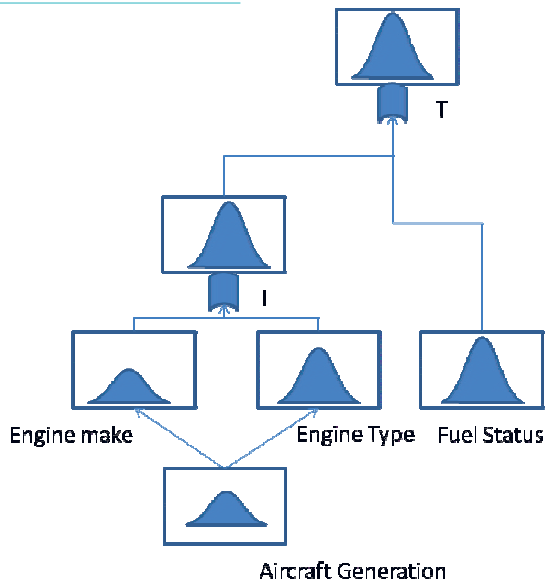 T
I
Engine make
Engine Type
Fuel Status
Aircraft Generation